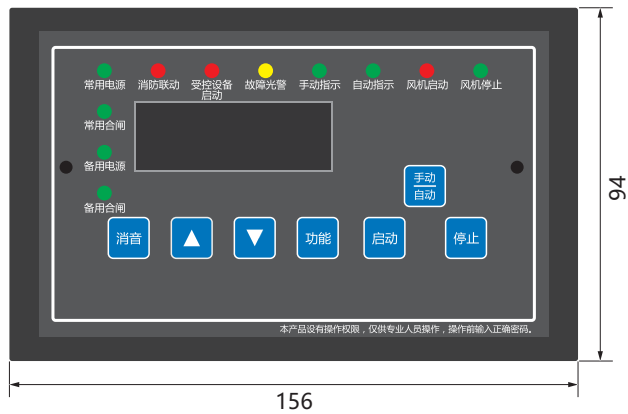 常用电源 消防联动 受控设备 故障光警 手动指示 自动指示 风机启动 风机停止
启动
常用合闸
备用电源
手动
自动
备用合闸
消音 功能 启动 停止
本产品设有操作权限，仅供专业人员操作，操作前输入正确密码。
94
156